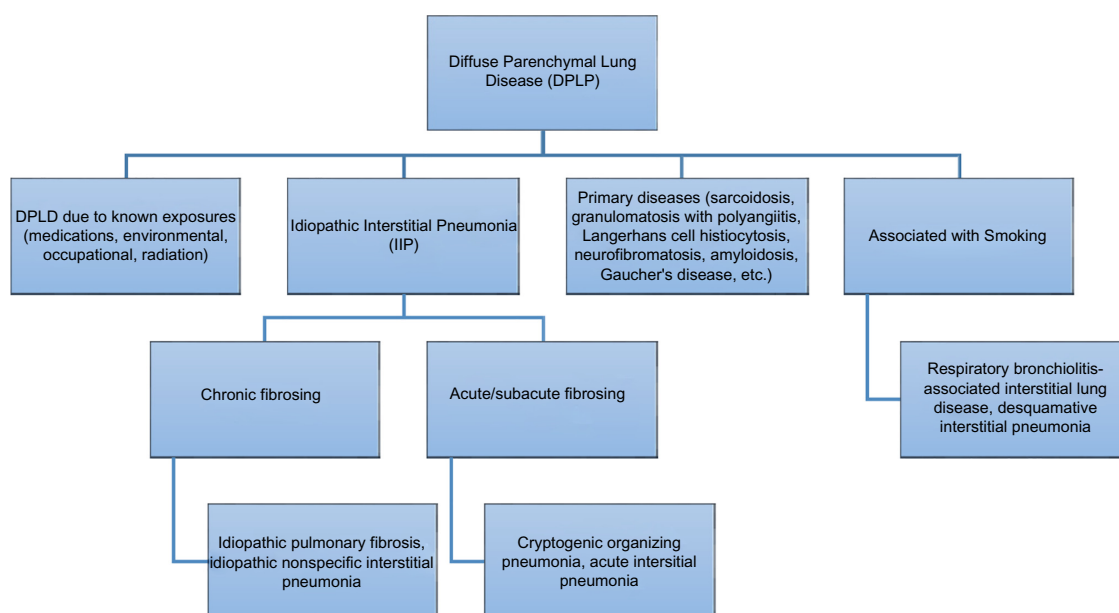 Diffuse Parenchymal Lung
Disease (DPLP)
DPLD due to known exposures
(medications, environmental,
occupational, radiation)
Idiopathic Interstitial Pneumonia
(IIP)
Primary diseases (sarcoidosis,
granulomatosis with polyangiitis,
Langerhans cell histiocytosis,
neurofibromatosis, amyloidosis,
Gaucher's disease, etc.)
Associated with Smoking
Chronic fibrosing
Acute/subacute fibrosing
Respiratory bronchiolitis-
associated interstitial lung
disease, desquamative
interstitial pneumonia
Idiopathic pulmonary fibrosis,
idiopathic nonspecific interstitial
pneumonia
Cryptogenic organizing
pneumonia, acute intersitial
pneumonia